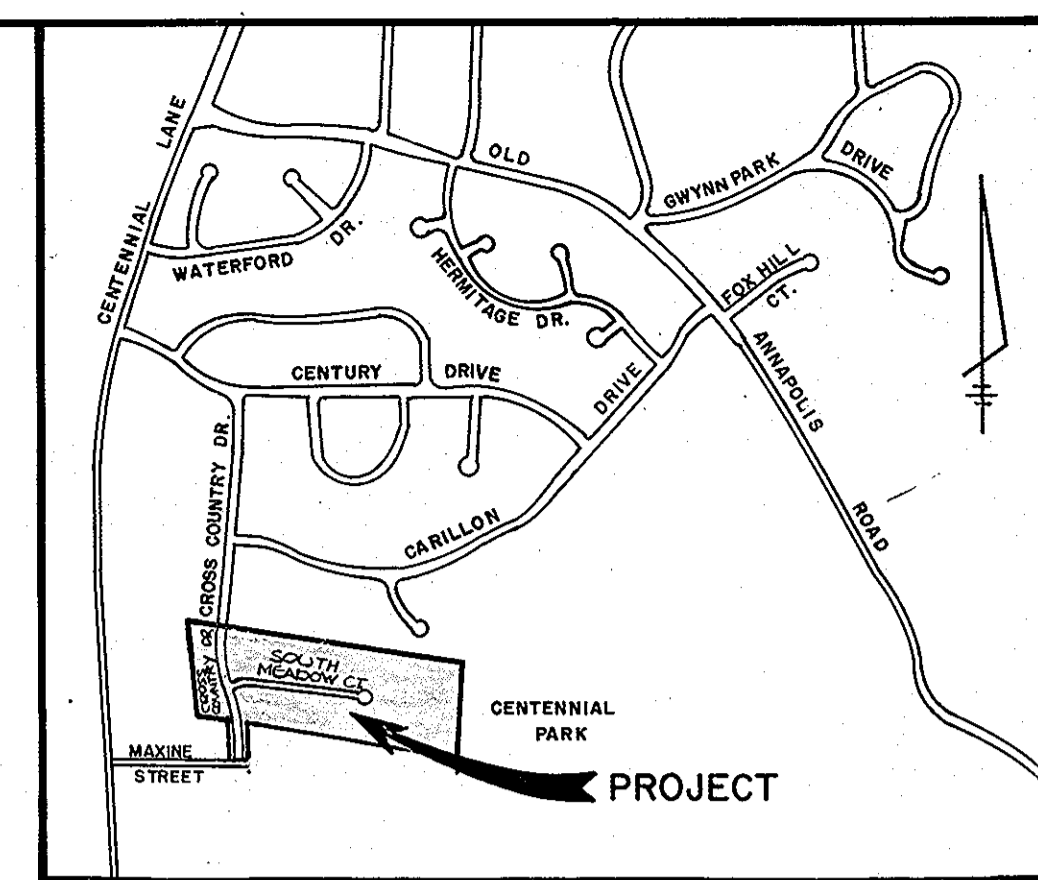 CENTENNIAL LANE
OLD
GWYNN PARK
DRIVE
WATERFORD DR.
HERMITAGE DR.
FOX HILL
CT.
CENTURY DRIVE
DRIVE
ANNAPOLIS
CROSS COUNTRY DR.
CARILLON
ROAD
CROSS
COUNTRY DR
SOUTH
MEADOW CT.
CENTENNIAL
PARK
MAXINE
STREET
PROJECT